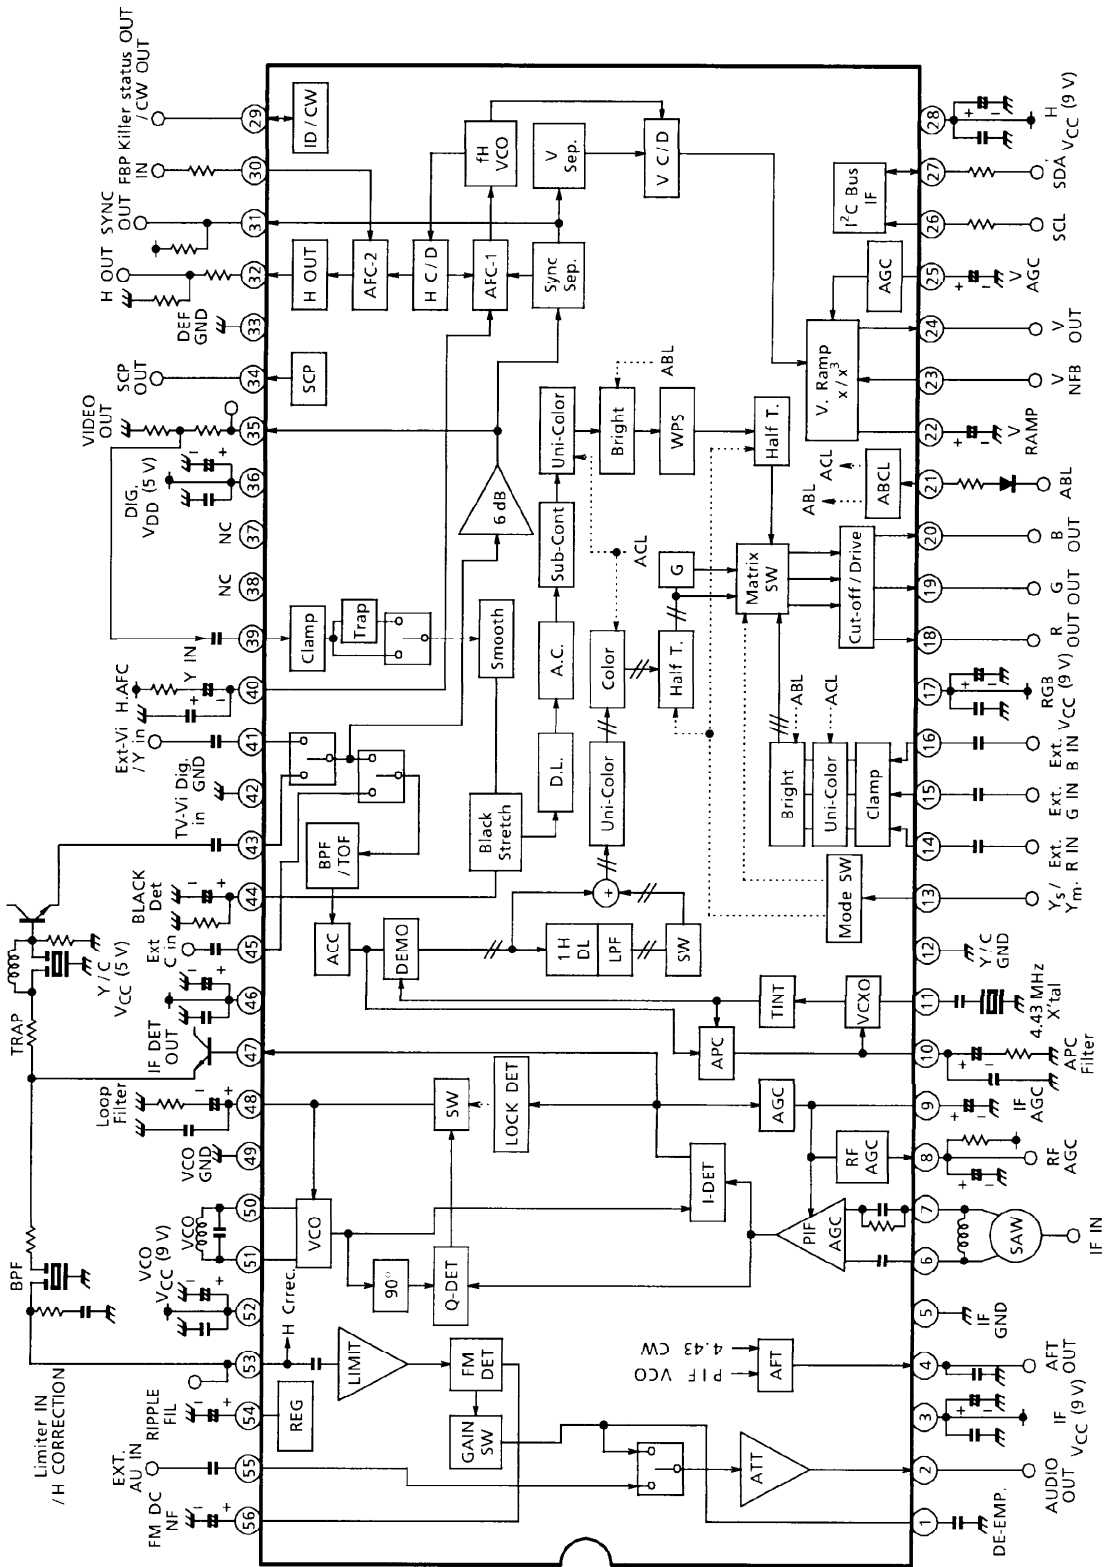 Limiter IN
/ H CORRECTION
BPF
TRAP
FM DC
NF
EXT.
AU IN
RIPPLE
FIL
VCO
VCC (9 V)
VCO
VCO
GND
Loop
Filter
IF DET
OUT
Y / C
VCC (5 V)
Ext
C in
BLACK
Det
TV-Vi
in
Dig.
GND
Ext-Vi
/ Y in
H.AFC
Y IN
NC
NC
DIG.
VDD (5 V)
VIDEO
OUT
SCP
OUT
DEF
GND
H OUT
SYNC
OUT
FBP
IN
Killer status OUT
/ CW OUT
56
55
54
53
52
51
50
49
48
47
46
45
44
43
42
41
40
39
38
37
36
35
34
33
32
31
30
29
REG
H Crrec.
LIMIT
FM
DET
GAIN
SW
ATT
PIF VCO
4.43 CW
AFT
VCO
90°
Q-DET
SW
LOCK DET
I-DET
PIF
AGC
AGC
RF
AGC
ACC
BPF
/ TOF
DEMO
1H
DL
LPF
SW
+
APC
TINT
VCXO
Black
Stretch
D.L.
A.C.
Sub-Cont
Uni-Color
Bright
ABL
WPS
Half T.
Clamp
Trap
Smooth
6 dB
Uni-Color
Color
ACL
Half T.
G
Matrix
SW
Cut-off / Drive
Mode SW
Bright
Uni-Color
Clamp
ABL
ACL
SCP
H OUT
AFC-2
H C / D
AFC-1
Sync
Sep.
fH
VCO
V
Sep.
V C / D
ID / CW
ABL
ACL
ABCL
V. Ramp
x / x³
AGC
I²C Bus
IF
1
2
3
4
5
6
7
8
9
10
11
12
13
14
15
16
17
18
19
20
21
22
23
24
25
26
27
28
DE-EMP.
AUDIO
OUT
IF
VCC (9 V)
AFT
OUT
IF
GND
SAW
IF IN
RF
AGC
IF
AGC
APC
Filter
4.43 MHz
X'tal
Y / C
GND
Ys /
Ym.
Ext.
R IN
Ext.
G IN
Ext.
B IN
RGB
VCC (9 V)
R
OUT
G
OUT
B
OUT
ABL
V
RAMP
V
NFB
V
OUT
V
AGC
SCL
SDA
H
VCC (9 V)